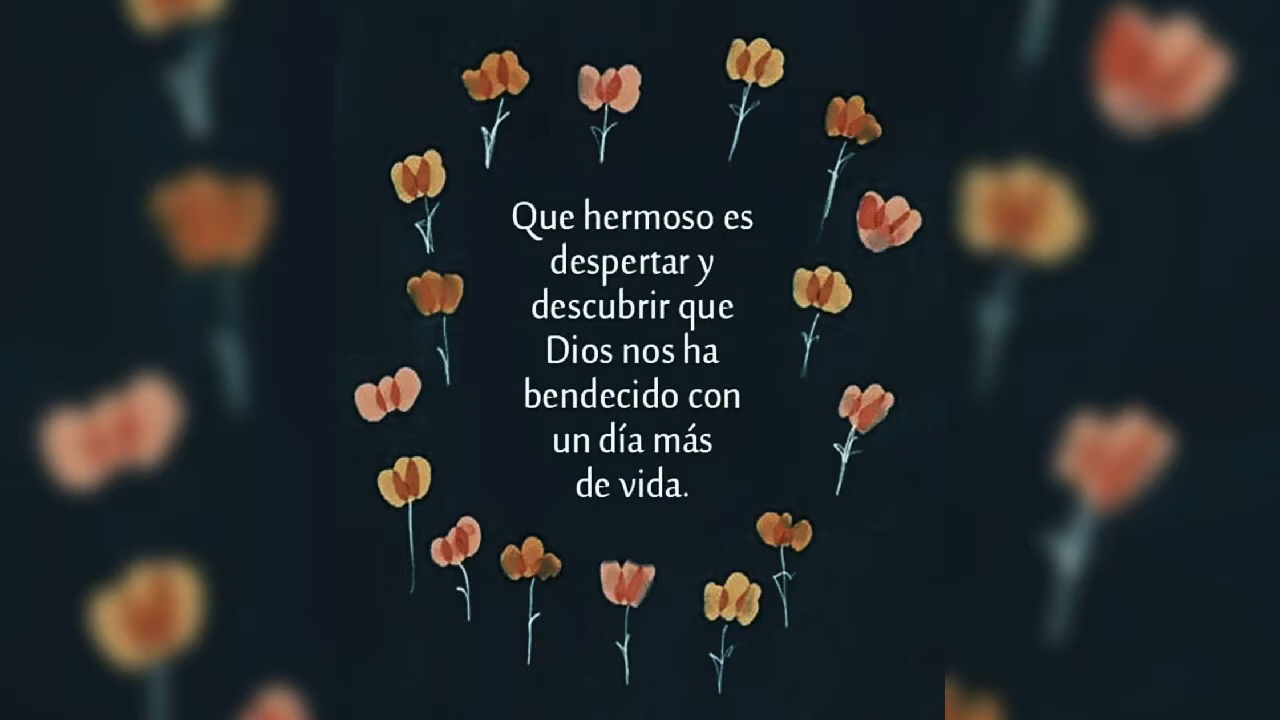 Que hermoso es
despertar y
descubrir que
Dios nos ha
bendecido con
un día más
de vida.